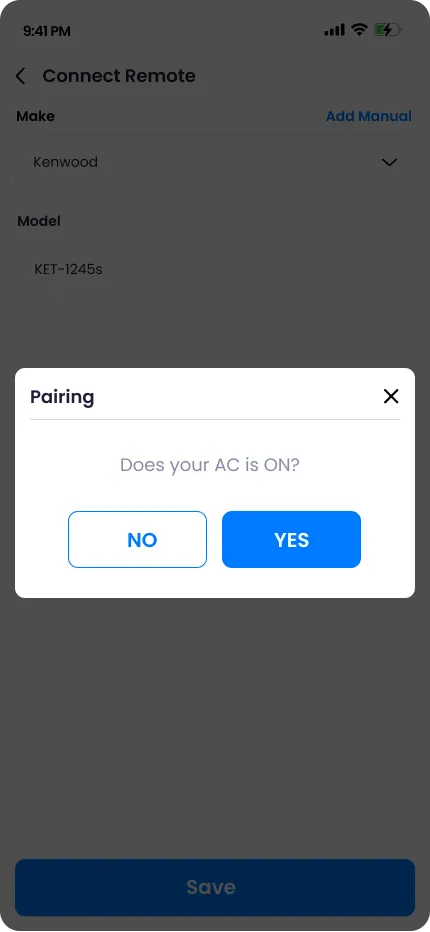 9:41 PM
Connect Remote
Make Add Manual
Kenwood
Model
KET-1245s
Pairing
Does your AC is ON?
NO YES
Save